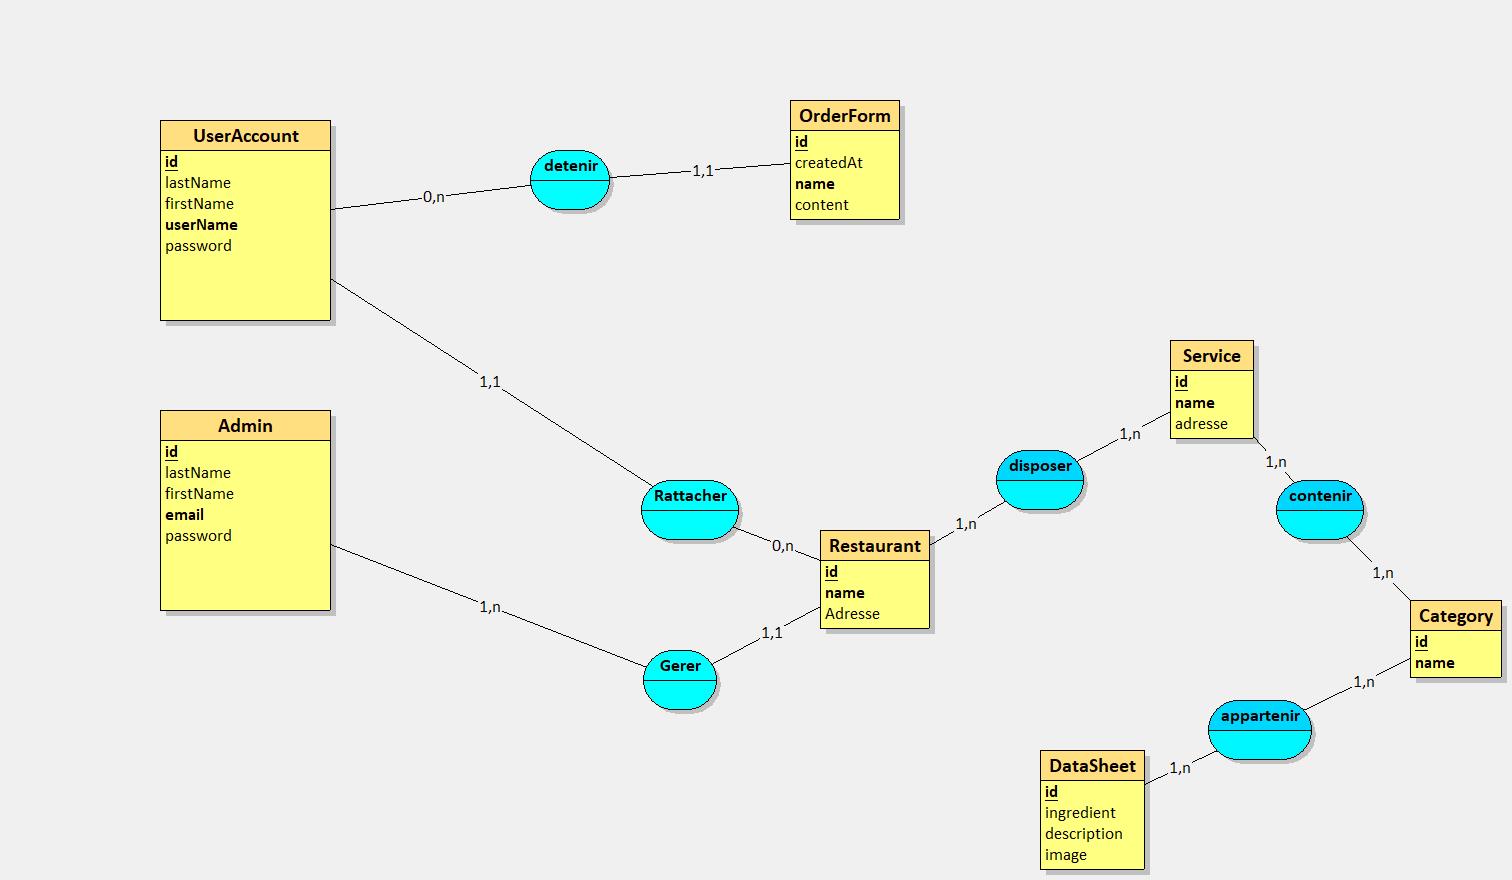 UserAccount
id
lastName
firstName
userName
password
0,n
detenir
1,1
OrderForm
id
createdAt
name
content
1,1
Rattacher
0,n
Admin
id
lastName
firstName
email
password
1,n
Gerer
1,1
Restaurant
id
name
Adresse
1,n
disposer
1,n
Service
id
name
adresse
1,n
contenir
1,n
Category
id
name
1,n
appartenir
1,n
DataSheet
id
ingredient
description
image